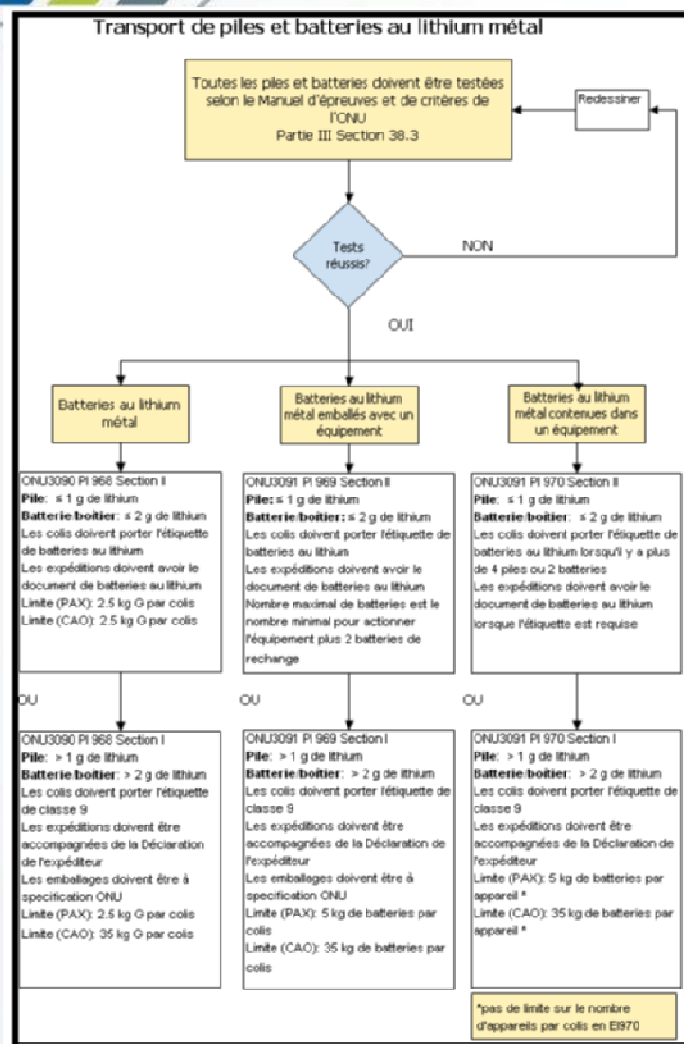 Transport de piles et batteries au lithium métal
Toutes les piles et batteries doivent être testées
selon le Manuel d'épreuves et de critères de
l'ONU
Partie III Section 38.3
Redessiner
Tests
réussis?
NON
OUI
Batteries au lithium
métal
Batteries au lithium
métal emballés avec un
équipement
Batteries au lithium
métal contenues dans
un équipement
ONU3090 PI 968 Section II
Pile: ≤ 1 g de lithium
Batterie/boîtier: ≤ 2 g de lithium
Les colis doivent porter l'étiquette
de batteries au lithium
Les expéditions doivent avoir le
document de batteries au lithium
Limite (PAX): 2.5 kg G par colis
Limite (CAO): 2.5 kg G par colis
ONU3091 PI 969 Section II
Pile: ≤ 1 g de lithium
Batterie/boîtier: ≤ 2 g de lithium
Les colis doivent porter l'étiquette de
batteries au lithium
Les expéditions doivent avoir le
document de batteries au lithium
Nombre maximal de batteries est le
nombre minimal pour actionner
l'équipement plus 2 batteries de
rechange
ONU3091 PI 970 Section II
Pile: ≤ 1 g de lithium
Batterie/boîtier: ≤ 2 g de lithium
Les colis doivent porter l'étiquette de
batteries au lithium lorsqu'il y a plus
de 4 piles ou 2 batteries
Les expéditions doivent avoir le
document de batteries au lithium
lorsque l'étiquette est requise
OU
OU
OU
ONU3090 PI 968 Section I
Pile: > 1 g de lithium
Batterie/boîtier: > 2 g de lithium
Les colis doivent porter l'étiquette
de classe 9
Les expéditions doivent être
accompagnées de la Déclaration
de l'expéditeur
Les emballages doivent être à
specification ONU
Limite (PAX): 2.5 kg G par colis
Limite (CAO): 35 kg G par colis
ONU3091 PI 969 Section I
Pile: > 1 g de lithium
Batterie/boîtier: > 2 g de lithium
Les colis doivent porter l'étiquette de
classe 9
Les expéditions doivent être
accompagnées de la Déclaration de
l'expéditeur
Les emballages doivent être à
specification ONU
Limite (PAX): 5 kg de batteries par
colis
Limite (CAO): 35 kg de batteries par
colis
ONU3091 PI 970 Section I
Pile: > 1 g de lithium
Batterie/boîtier: > 2 g de lithium
Les colis doivent porter l'étiquette de
classe 9
Les expéditions doivent être
accompagnées de la Déclaration de
l'expéditeur
Limite (PAX): 5 kg de batteries par
appareil *
Limite (CAO): 35 kg de batteries par
appareil *
*pas de limite sur le nombre
d'appareils par colis en EI970